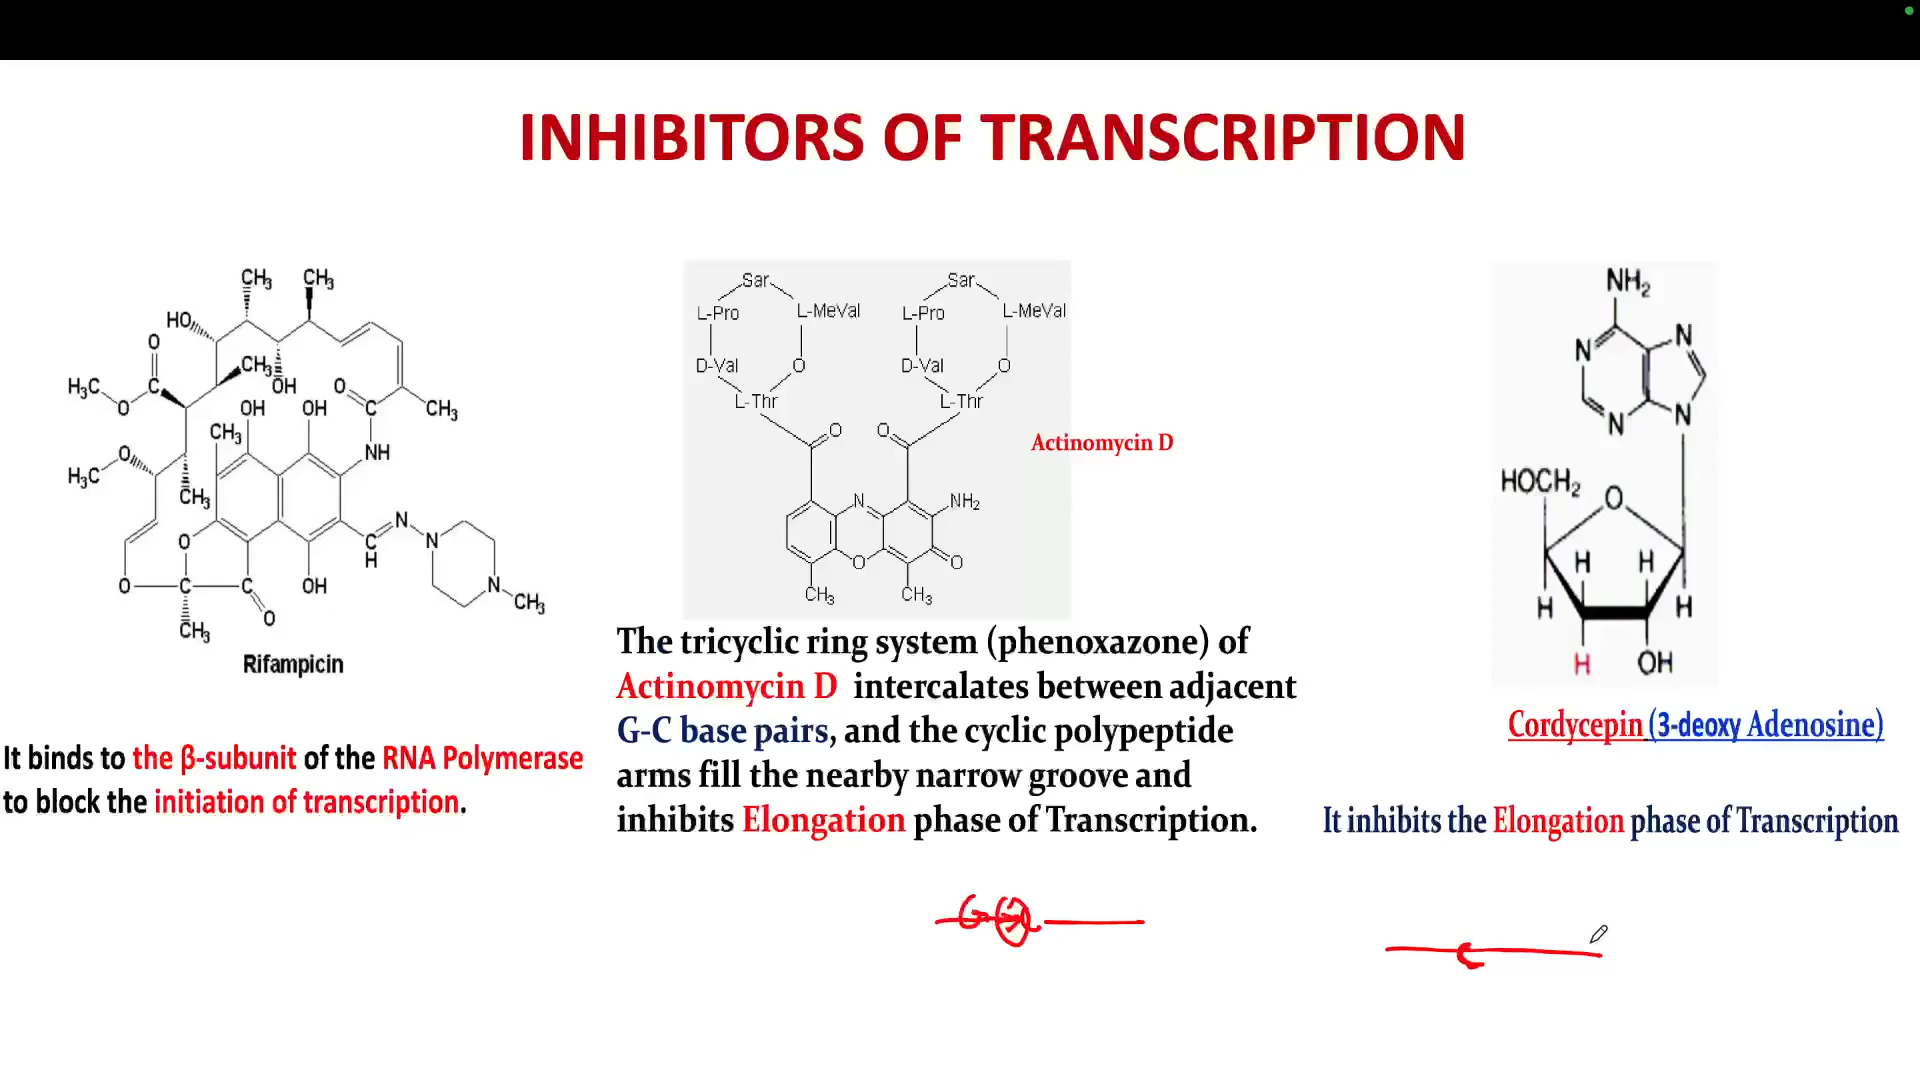 INHIBITORS OF TRANSCRIPTION
CH₃ CH₃
HO
O
CH₃
H₃C O C OH O
C CH₃
OH OH
CH₃
O NH
H₃C
CH₃
O N N
C
H
O C C OH N CH₃
O
CH₃
Rifampicin
It binds to the β-subunit of the RNA Polymerase
to block the initiation of transcription.
Sar Sar
L-Pro L-MeVal L-Pro L-MeVal
D-Val O D-Val O
L-Thr L-Thr
O O
Actinomycin D
N NH₂
O O
CH₃ CH₃
The tricyclic ring system (phenoxazone) of
Actinomycin D intercalates between adjacent
G-C base pairs, and the cyclic polypeptide
arms fill the nearby narrow groove and
inhibits Elongation phase of Transcription.
NH₂
N N
N N
HOCH₂ O
H H
H H
H OH
Cordycepin (3-deoxy Adenosine)
It inhibits the Elongation phase of Transcription
G
C